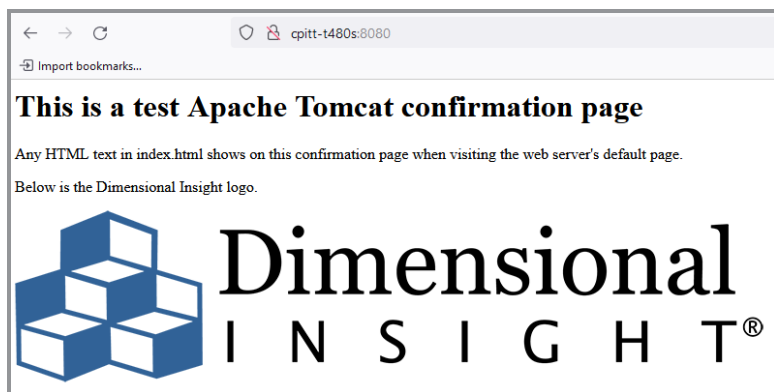 cpitt-t480s:8080
Import bookmarks...
This is a test Apache Tomcat confirmation page
Any HTML text in index.html shows on this confirmation page when visiting the web server's default page.
Below is the Dimensional Insight logo.
Dimensional
INSIGHT®